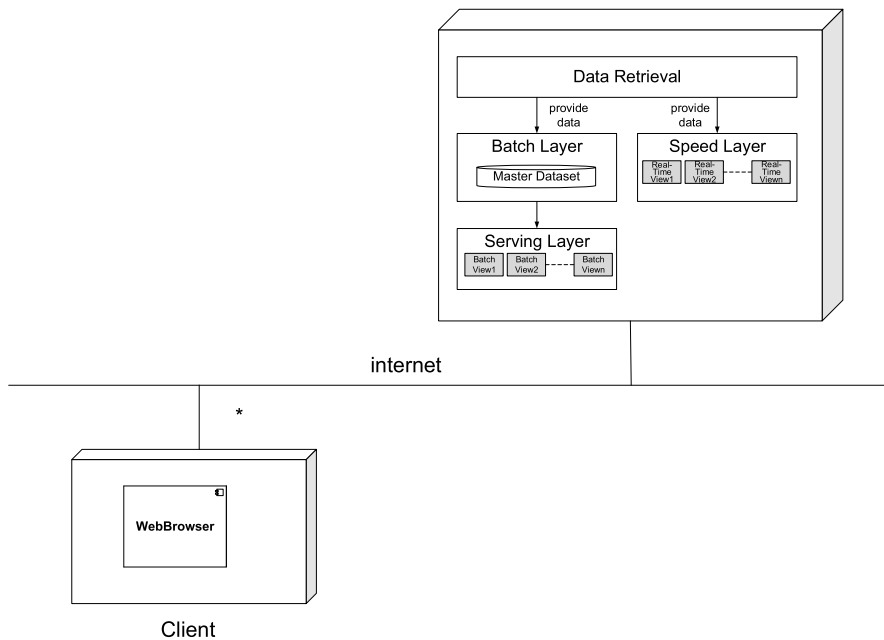 Data Retrieval
provide
data
provide
data
Batch Layer
Master Dataset
Speed Layer
Real-
Time
View1
Real-
Time
View2
Real-
Time
Viewn
Serving Layer
Batch
View1
Batch
View2
Batch
Viewn
internet
*
WebBrowser
Client